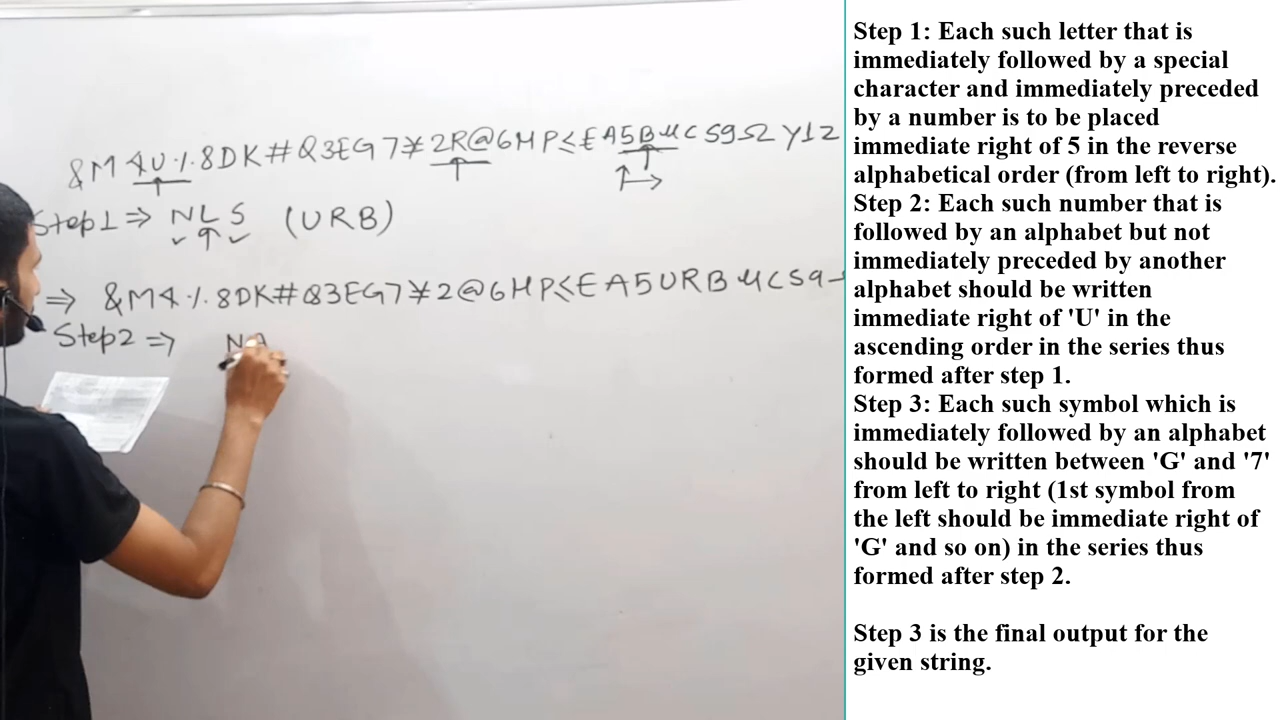 &M4U%8DK#Q3EG7¥2R@6HP≤EA5BμCS9ΩY1Z
Step1 ⇒ NLS (URB)
⇒ &M4%8DK#Q3EG7¥2@6HP≤EA5URBμCS9
Step2 ⇒ NA
Step 1: Each such letter that is
immediately followed by a special
character and immediately preceded
by a number is to be placed
immediate right of 5 in the reverse
alphabetical order (from left to right).
Step 2: Each such number that is
followed by an alphabet but not
immediately preceded by another
alphabet should be written
immediate right of 'U' in the
ascending order in the series thus
formed after step 1.
Step 3: Each such symbol which is
immediately followed by an alphabet
should be written between 'G' and '7'
from left to right (1st symbol from
the left should be immediate right of
'G' and so on) in the series thus
formed after step 2.
Step 3 is the final output for the
given string.